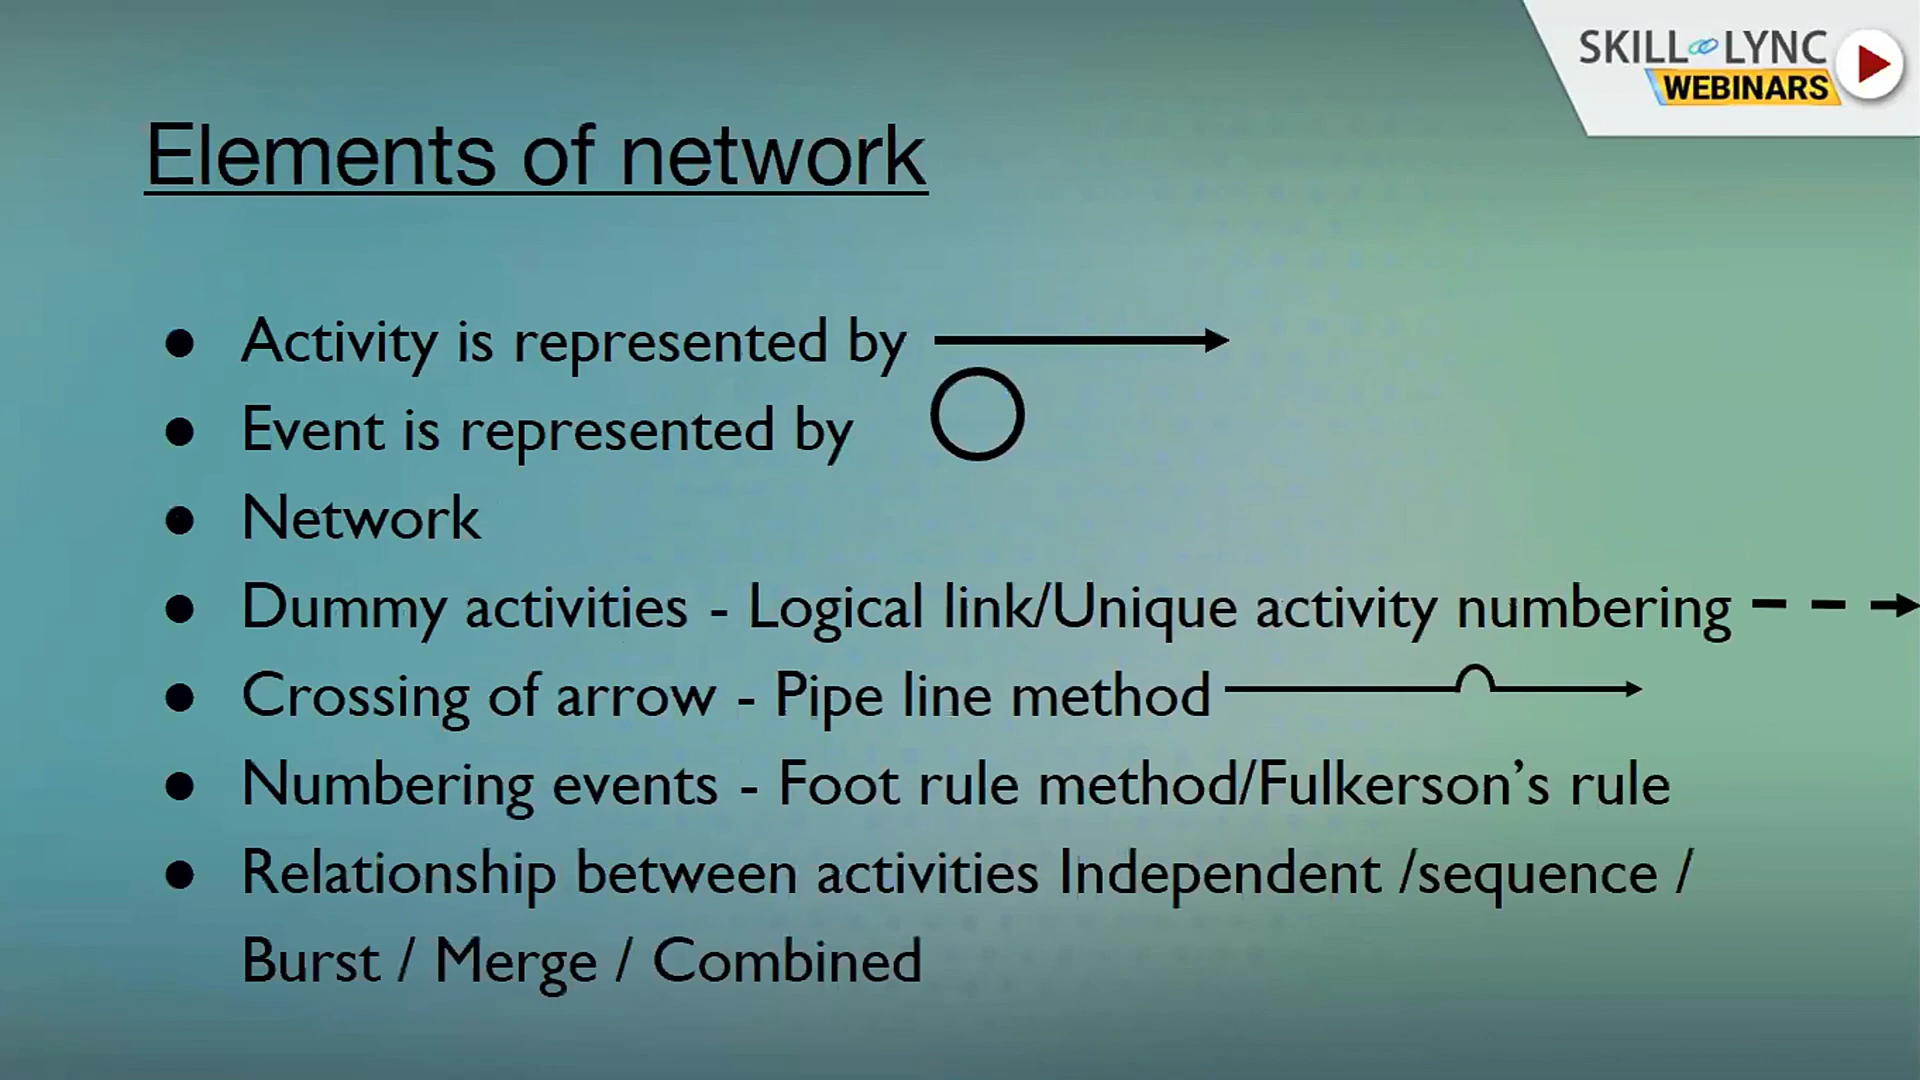 SKILL LYNC
WEBINARS
Elements of network
● Activity is represented by
● Event is represented by
● Network
● Dummy activities - Logical link/Unique activity numbering
● Crossing of arrow - Pipe line method
● Numbering events - Foot rule method/Fulkerson’s rule
● Relationship between activities Independent /sequence /
Burst / Merge / Combined